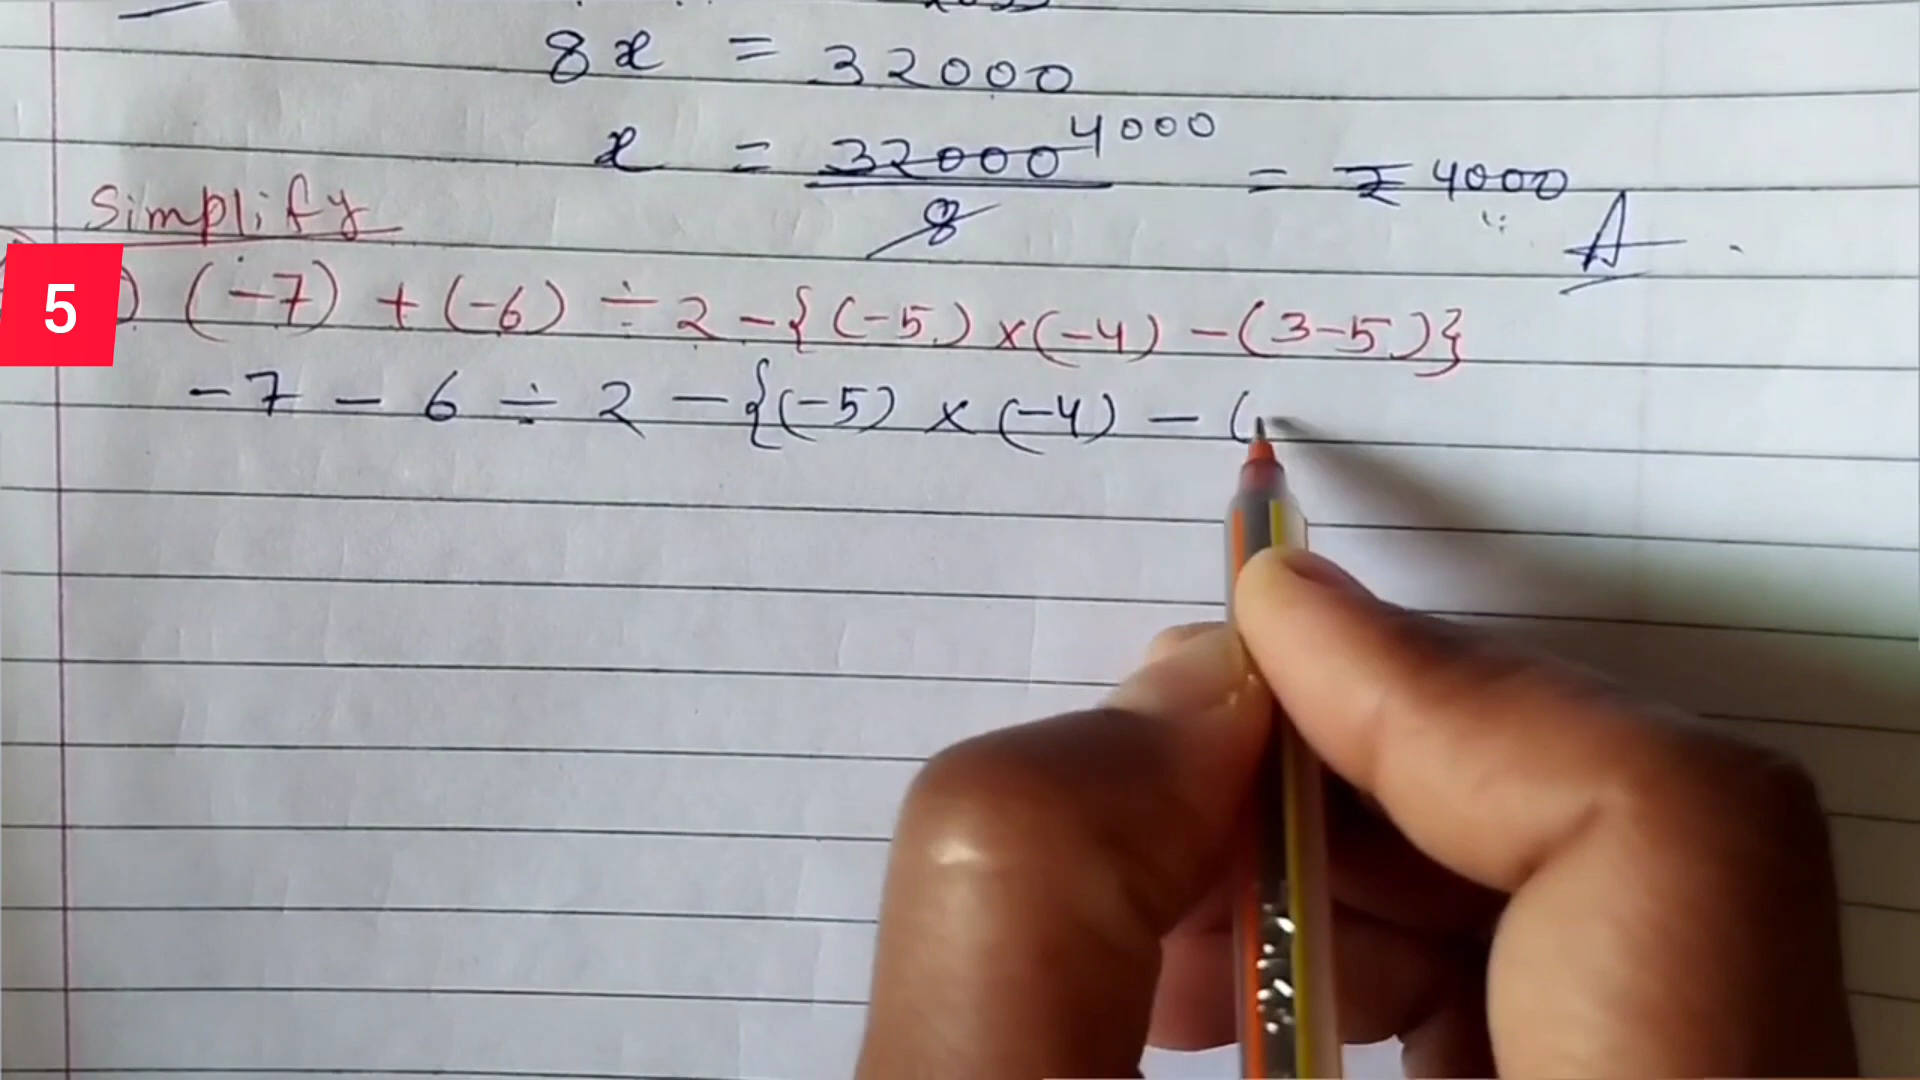 8x = 32000
x = 32000/8 4000 = ₹ 4000 A
Simplify
5 ) (-7) + (-6) ÷ 2 - {(-5) × (-4) - (3-5)}
-7 - 6 ÷ 2 - {(-5) × (-4) - (